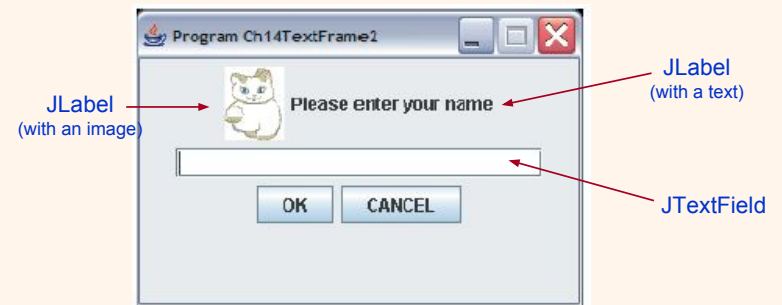 Program Ch14TextFrame2
JLabel
(with an image)
Please enter your name
JLabel
(with a text)
OK
CANCEL
JTextField